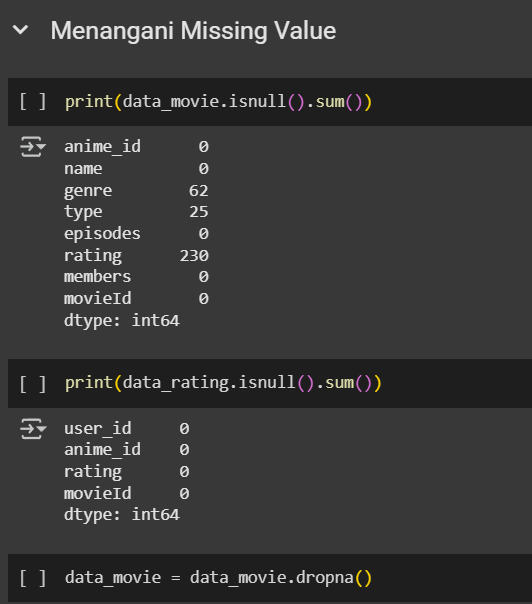 Menangani Missing Value
[ ] print(data_movie.isnull().sum())
anime_id 0
name 0
genre 62
type 25
episodes 0
rating 230
members 0
movieId 0
dtype: int64
[ ] print(data_rating.isnull().sum())
user_id 0
anime_id 0
rating 0
movieId 0
dtype: int64
[ ] data_movie = data_movie.dropna()